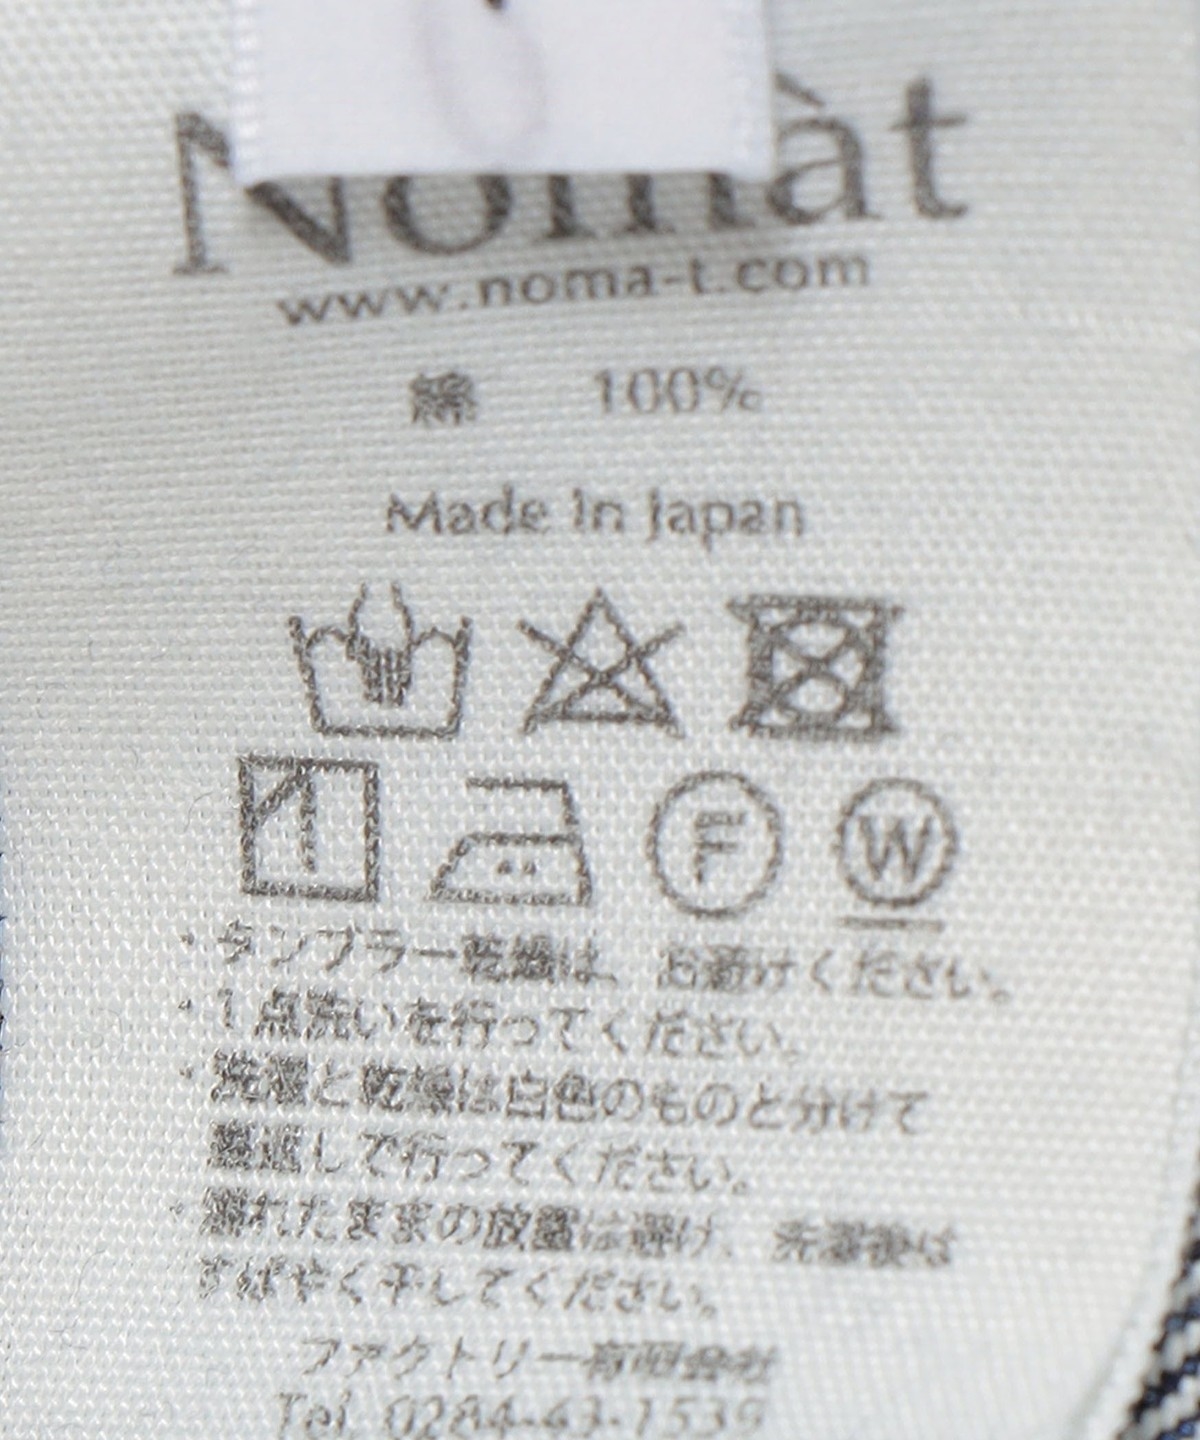 Nomàt
www.noma-t.com
綿 100%
Made in Japan
F W
・タンブラー乾燥は、お避けください。
・1点洗いを行ってください。
・洗濯と乾燥は白色のものと分けて
裏返しで行ってください。
・濡れたままの放置は避け、洗濯後は
すばやく干してください。
ファクトリー有限会社
Tel 0284-43-1539